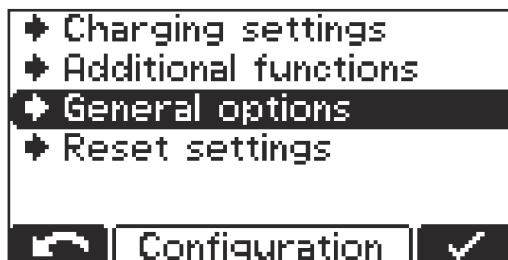 Charging settings
Additional functions
General options
Reset settings
Configuration